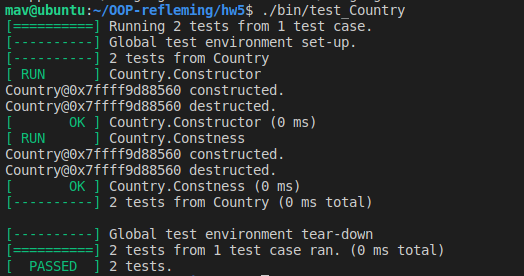 mav@ubuntu:~/OOP-refleming/hw5$ ./bin/test_Country
[==========] Running 2 tests from 1 test case.
[----------] Global test environment set-up.
[----------] 2 tests from Country
[ RUN      ] Country.Constructor
Country@0x7ffff9d88560 constructed.
Country@0x7ffff9d88560 destructed.
[       OK ] Country.Constructor (0 ms)
[ RUN      ] Country.Constness
Country@0x7ffff9d88560 constructed.
Country@0x7ffff9d88560 destructed.
[       OK ] Country.Constness (0 ms)
[----------] 2 tests from Country (0 ms total)

[----------] Global test environment tear-down
[==========] 2 tests from 1 test case ran. (0 ms total)
[  PASSED  ] 2 tests.